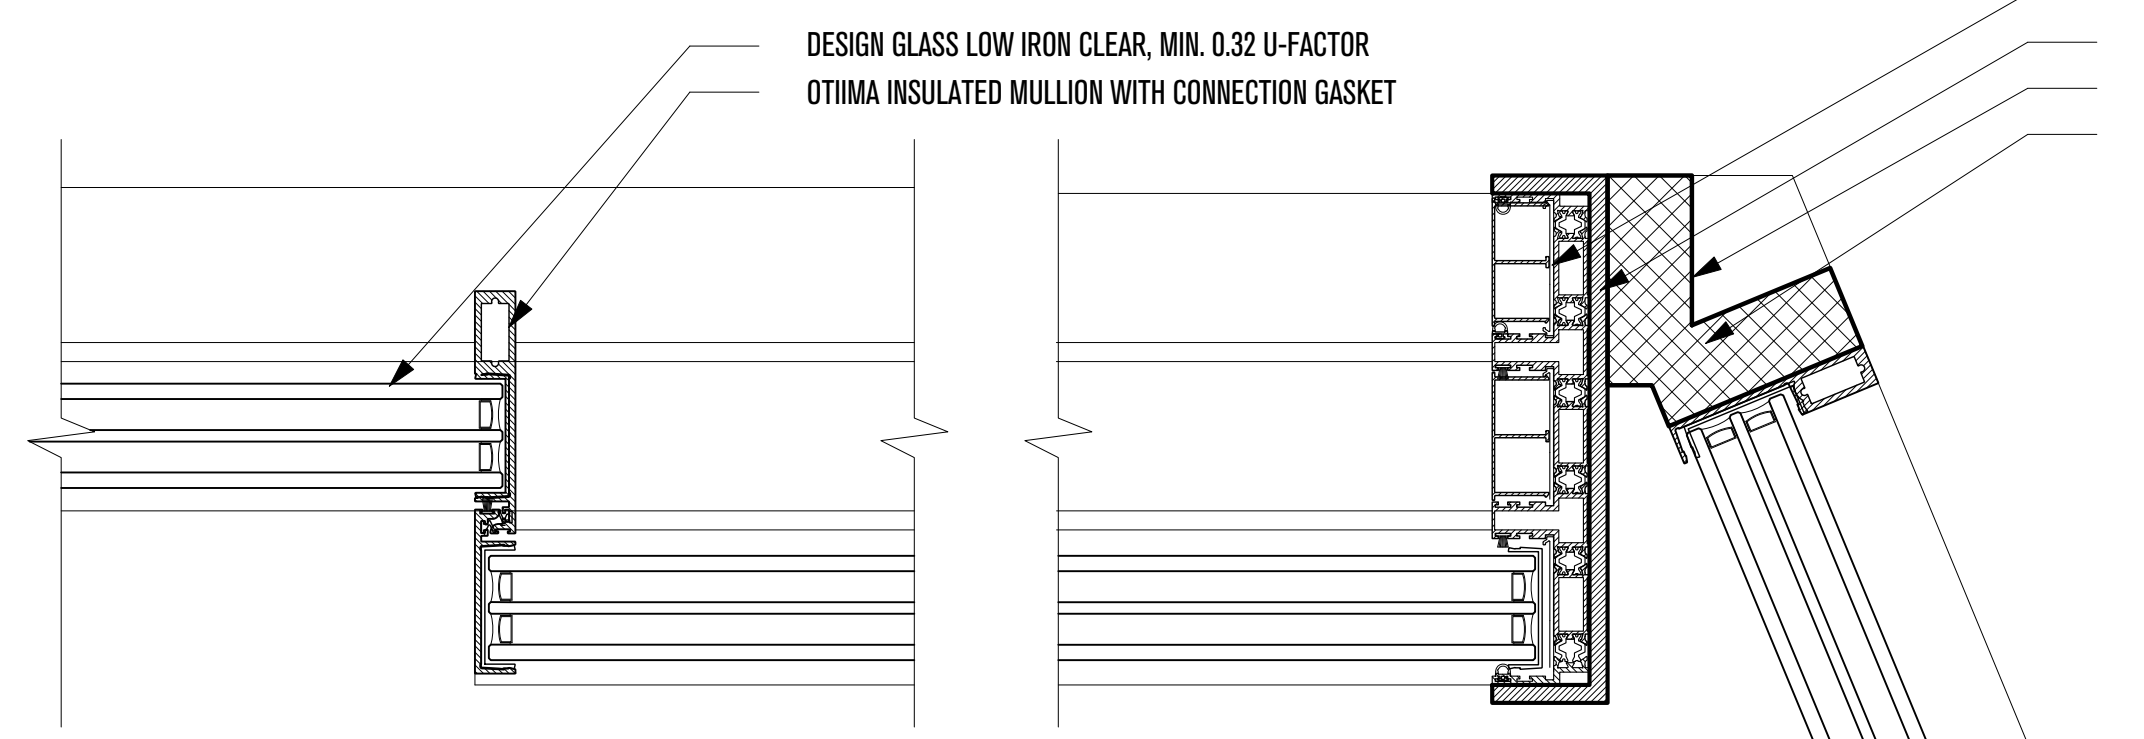 DESIGN GLASS LOW IRON CLEAR, MIN. 0.32 U-FACTOR
OTIIMA INSULATED MULLION WITH CONNECTION GASKET